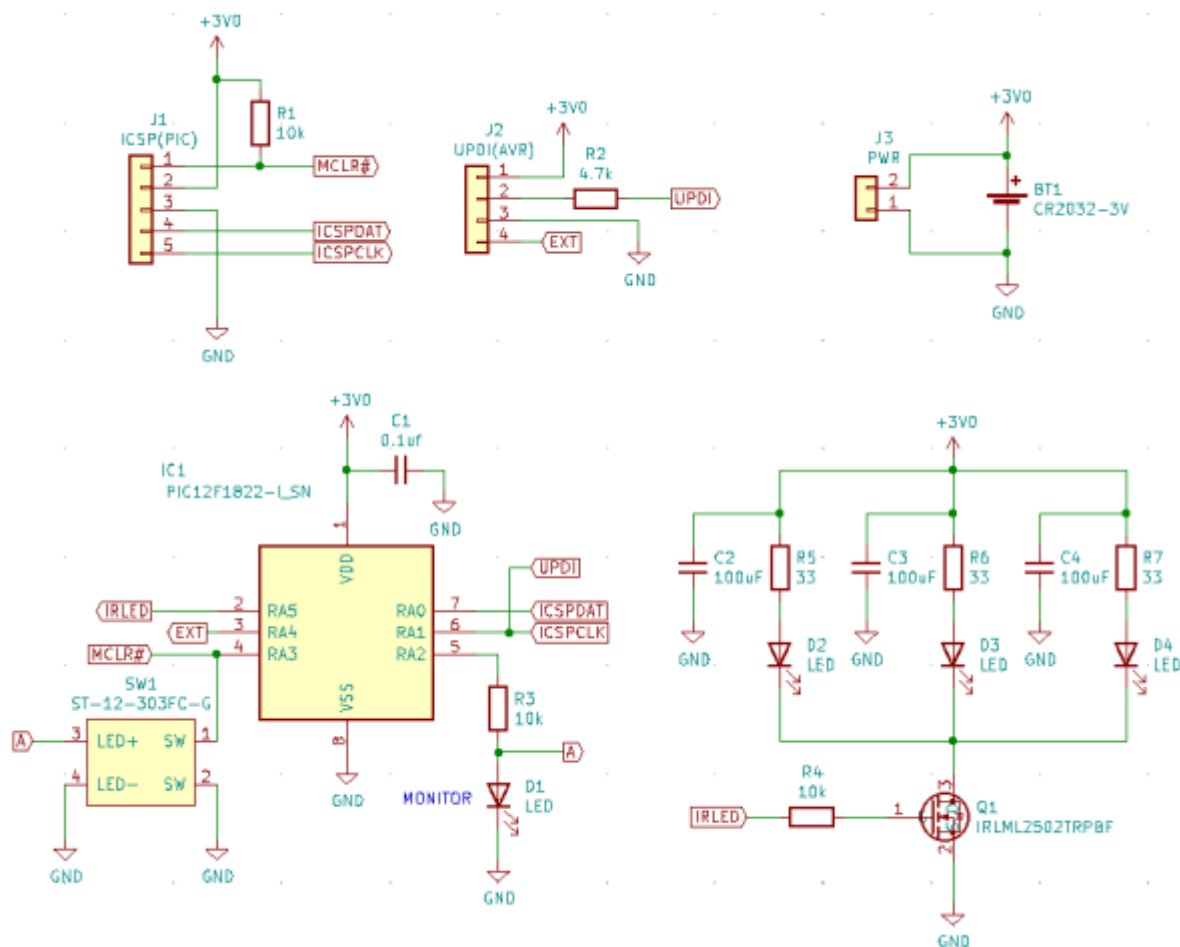 +3V0
J1
ICSP(PIC)
R1
10k
1
2
3
4
5
MCLR#
ICSPDAT
ICSPCLK
GND
+3V0
J2
UPDI(AVR)
R2
4.7k
1
2
3
4
UPDI
EXT
GND
+3V0
J3
PWR
2
1
+
BT1
CR2032-3V
GND
+3V0
C1
0.1uf
IC1
PIC12F1822-I_SN
GND
1
VDD
UPDI
IRLED
2
RA5
RA0
7
ICSPDAT
EXT
3
RA4
RA1
6
ICSPCLK
MCLR#
4
RA3
RA2
5
VSS
8
GND
SW1
ST-12-303FC-G
A
3
LED+
SW
1
4
LED-
SW
2
GND
GND
R3
10k
A
MONITOR
D1
LED
GND
+3V0
C2
100uF
R5
33
C3
100uF
R6
33
C4
100uF
R7
33
GND
D2
LED
GND
D3
LED
GND
D4
LED
IRLED
R4
10k
1
3
2
Q1
IRLML2502TRPBF
GND